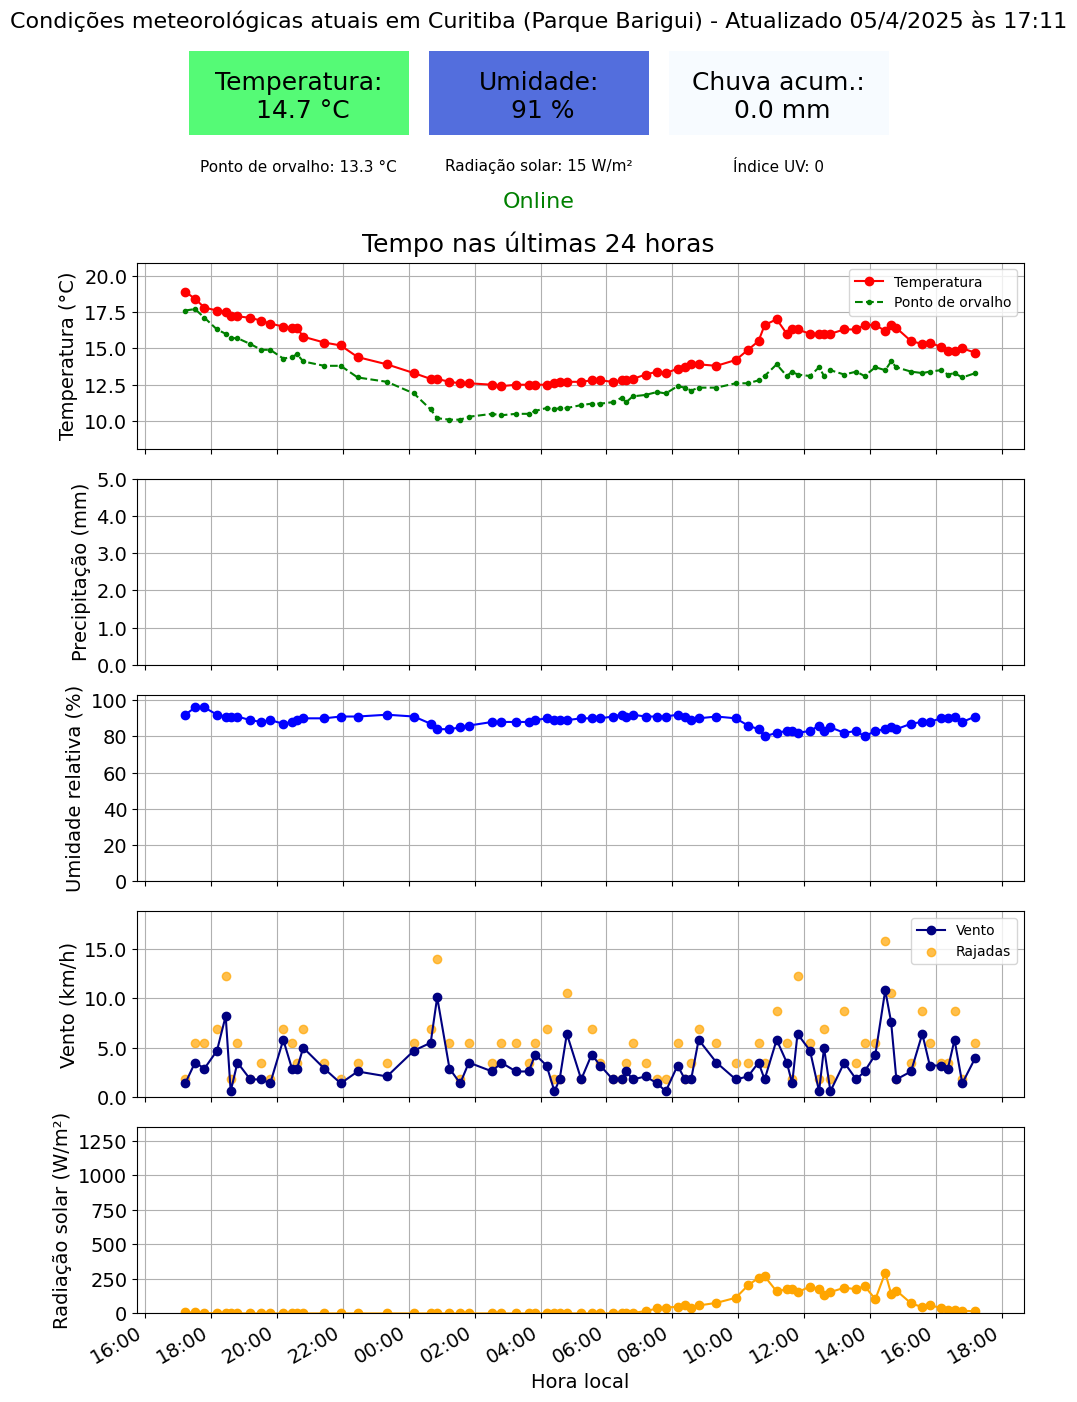 Condições meteorológicas atuais em Curitiba (Parque Barigui) - Atualizado 05/4/2025 às 17:11
Temperatura:
14.7 °C
Umidade:
91 %
Chuva acum.:
0.0 mm
Ponto de orvalho: 13.3 °C
Radiação solar: 15 W/m²
Índice UV: 0
Online
Tempo nas últimas 24 horas
Temperatura (°C)
20.0
17.5
15.0
12.5
10.0
Temperatura
Ponto de orvalho
Precipitação (mm)
5.0
4.0
3.0
2.0
1.0
0.0
Umidade relativa (%)
100
80
60
40
20
0
Vento (km/h)
15.0
10.0
5.0
0.0
Vento
Rajadas
Radiação solar (W/m²)
1250
1000
750
500
250
0
16:00
18:00
20:00
22:00
00:00
02:00
04:00
06:00
08:00
10:00
12:00
14:00
16:00
18:00
Hora local